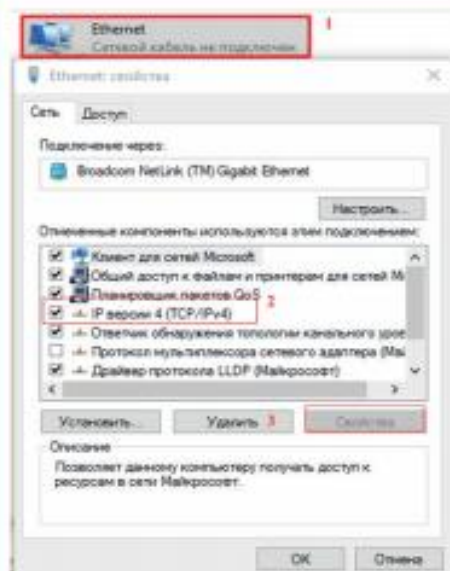 Ethernet
1
Сетевой кабель не подключен
Ethernet: свойства
Сеть Доступ
Подключение через:
Broadcom NetLink (TM) Gigabit Ethernet
Настроить...
Отмеченные компоненты используются этим подключением:
Клиент для сетей Microsoft
Общий доступ к файлам и принтерам для сетей Mi
Планировщик пакетов QoS
2
IP версии 4 (TCP/IPv4)
Ответчик обнаружения топологии канального уров
Протокол мультиплексора сетевого адаптера (Май
Драйвер протокола LLDP (Майкрософт)
Установить... Удалить 3 Свойства
Описание
Позволяет данному компьютеру получать доступ к
ресурсам в сети Майкрософт.
OK Отмена